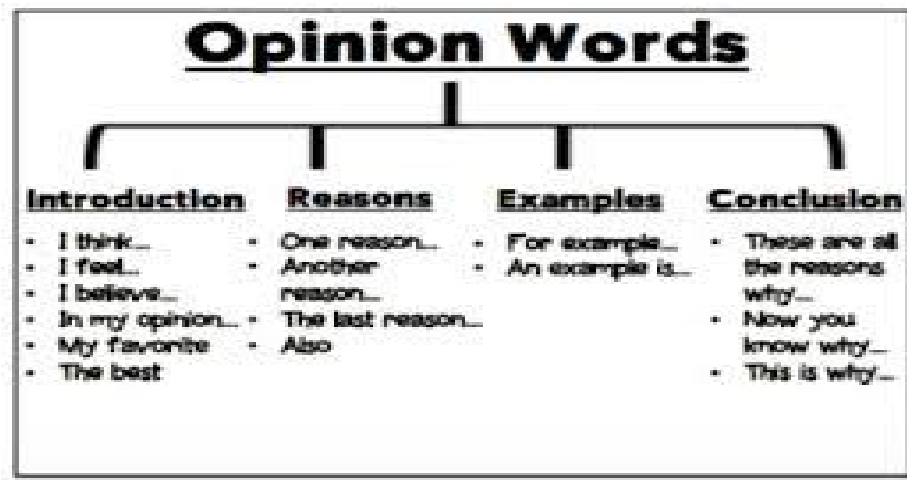 Opinion Words
Introduction
I think...
I feel...
I believe...
In my opinion...
My favorite
The best
Reasons
One reason...
Another
reason...
The last reason...
Also
Examples
For example...
An example is...
Conclusion
These are all
the reasons
why...
Now you
know why...
This is why...